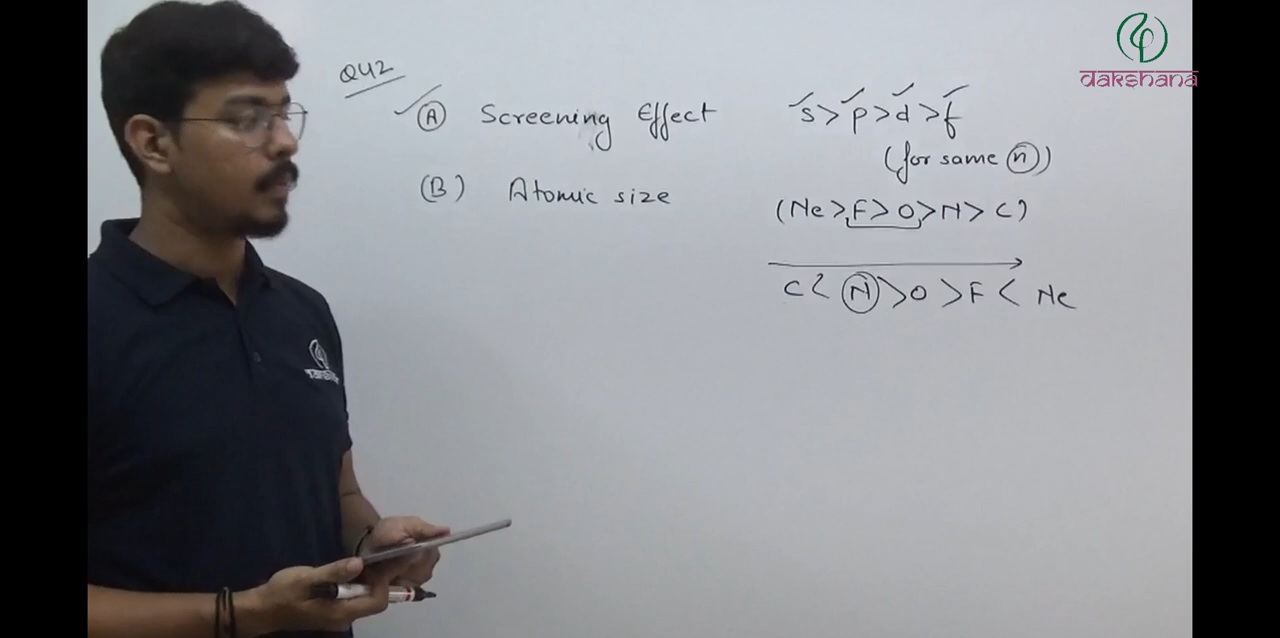 dakshana
Q42
(A) Screening Effect s > p > d > f
(for same n)
(B) Atomic size
(Ne > F > O > N > C)
C < N > O > F < Ne